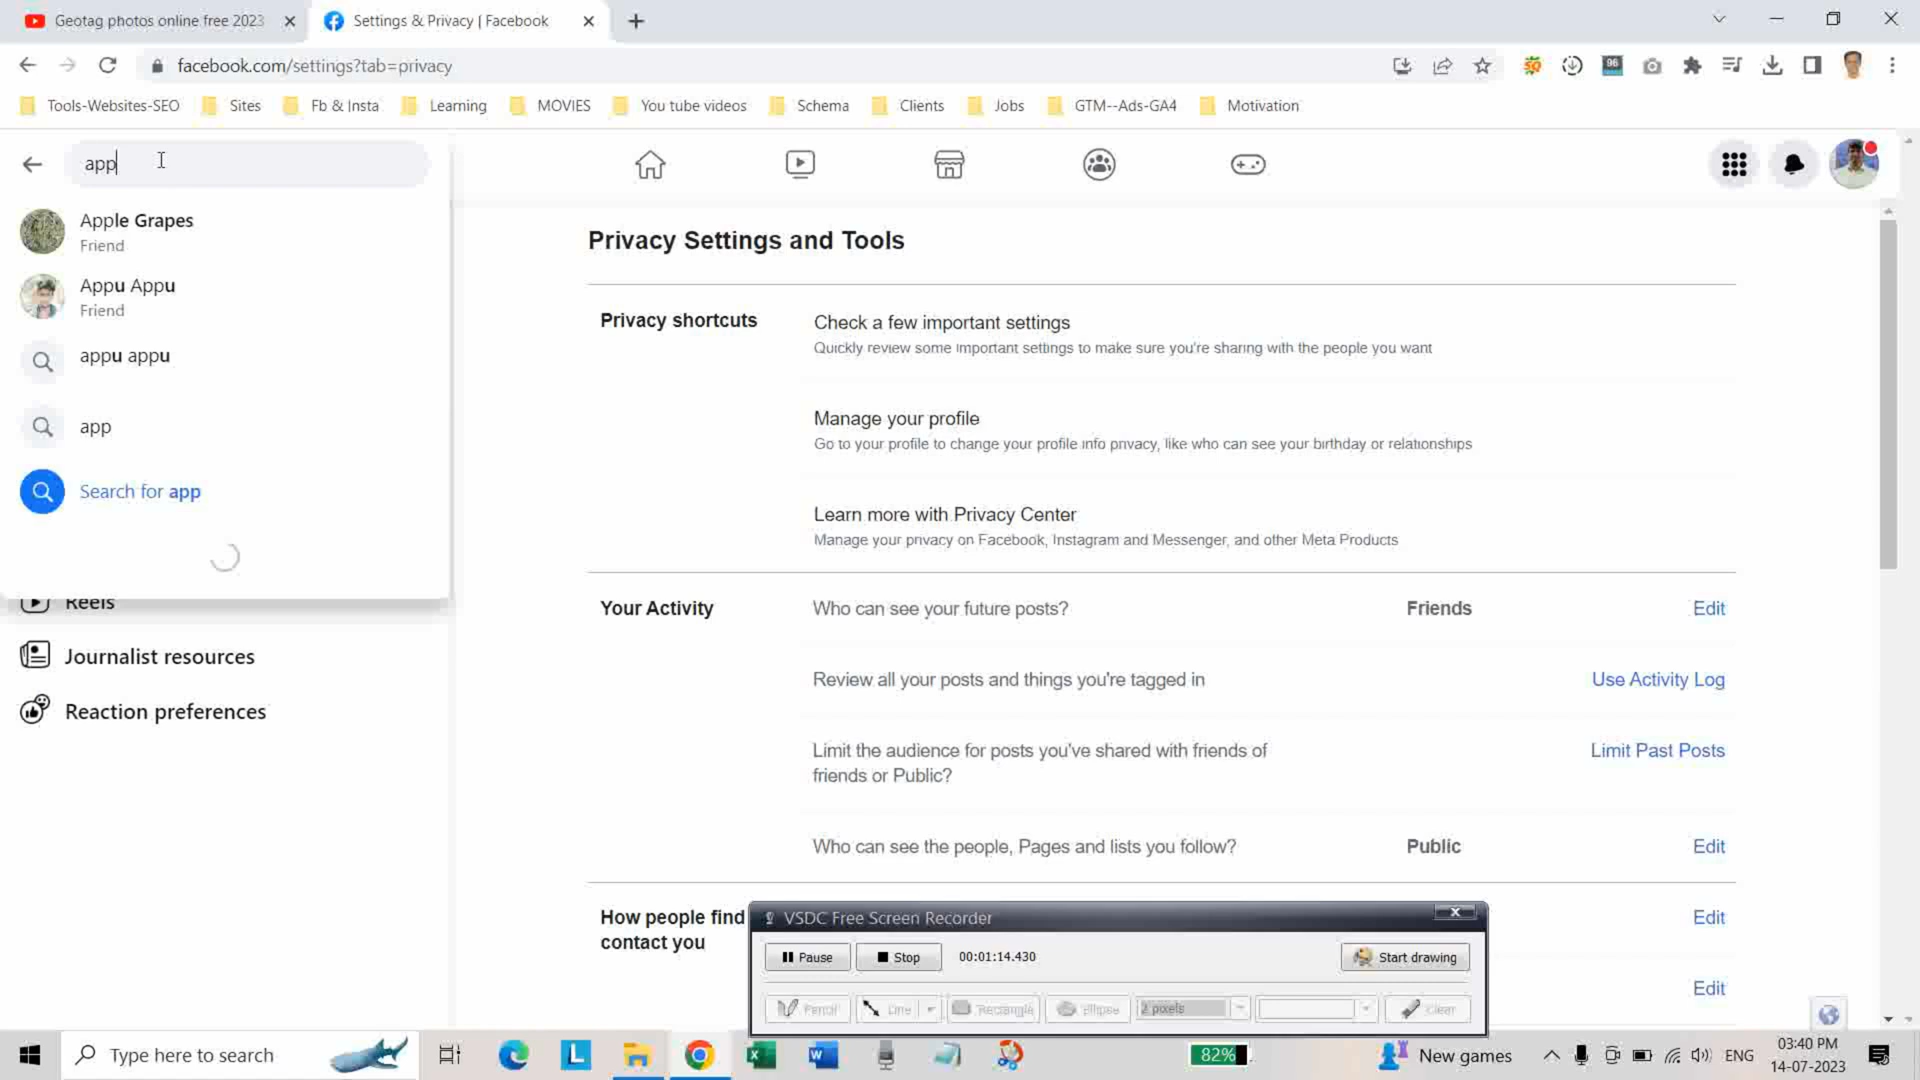 Geotag photos online free 2023
Settings & Privacy | Facebook
facebook.com/settings?tab=privacy
96
Tools-Websites-SEO
Sites
Fb & Insta
Learning
MOVIES
You tube videos
Schema
Clients
Jobs
GTM--Ads-GA4
Motivation
app
Apple Grapes
Friend
Appu Appu
Friend
appu appu
app
Search for app
Reels
Journalist resources
Reaction preferences
Privacy Settings and Tools
Privacy shortcuts
Check a few important settings
Quickly review some important settings to make sure you're sharing with the people you want
Manage your profile
Go to your profile to change your profile info privacy, like who can see your birthday or relationships
Learn more with Privacy Center
Manage your privacy on Facebook, Instagram and Messenger, and other Meta Products
Your Activity
Who can see your future posts?
Friends
Edit
Review all your posts and things you're tagged in
Use Activity Log
Limit the audience for posts you've shared with friends of
friends or Public?
Limit Past Posts
Who can see the people, Pages and lists you follow?
Public
Edit
How people find
contact you
Edit
Edit
VSDC Free Screen Recorder
Pause
Stop
00:01:14.430
Start drawing
Pencil
Line
Rectangle
Ellipse
2 pixels
Clear
Type here to search
82%
New games
ENG
03:40 PM
14-07-2023